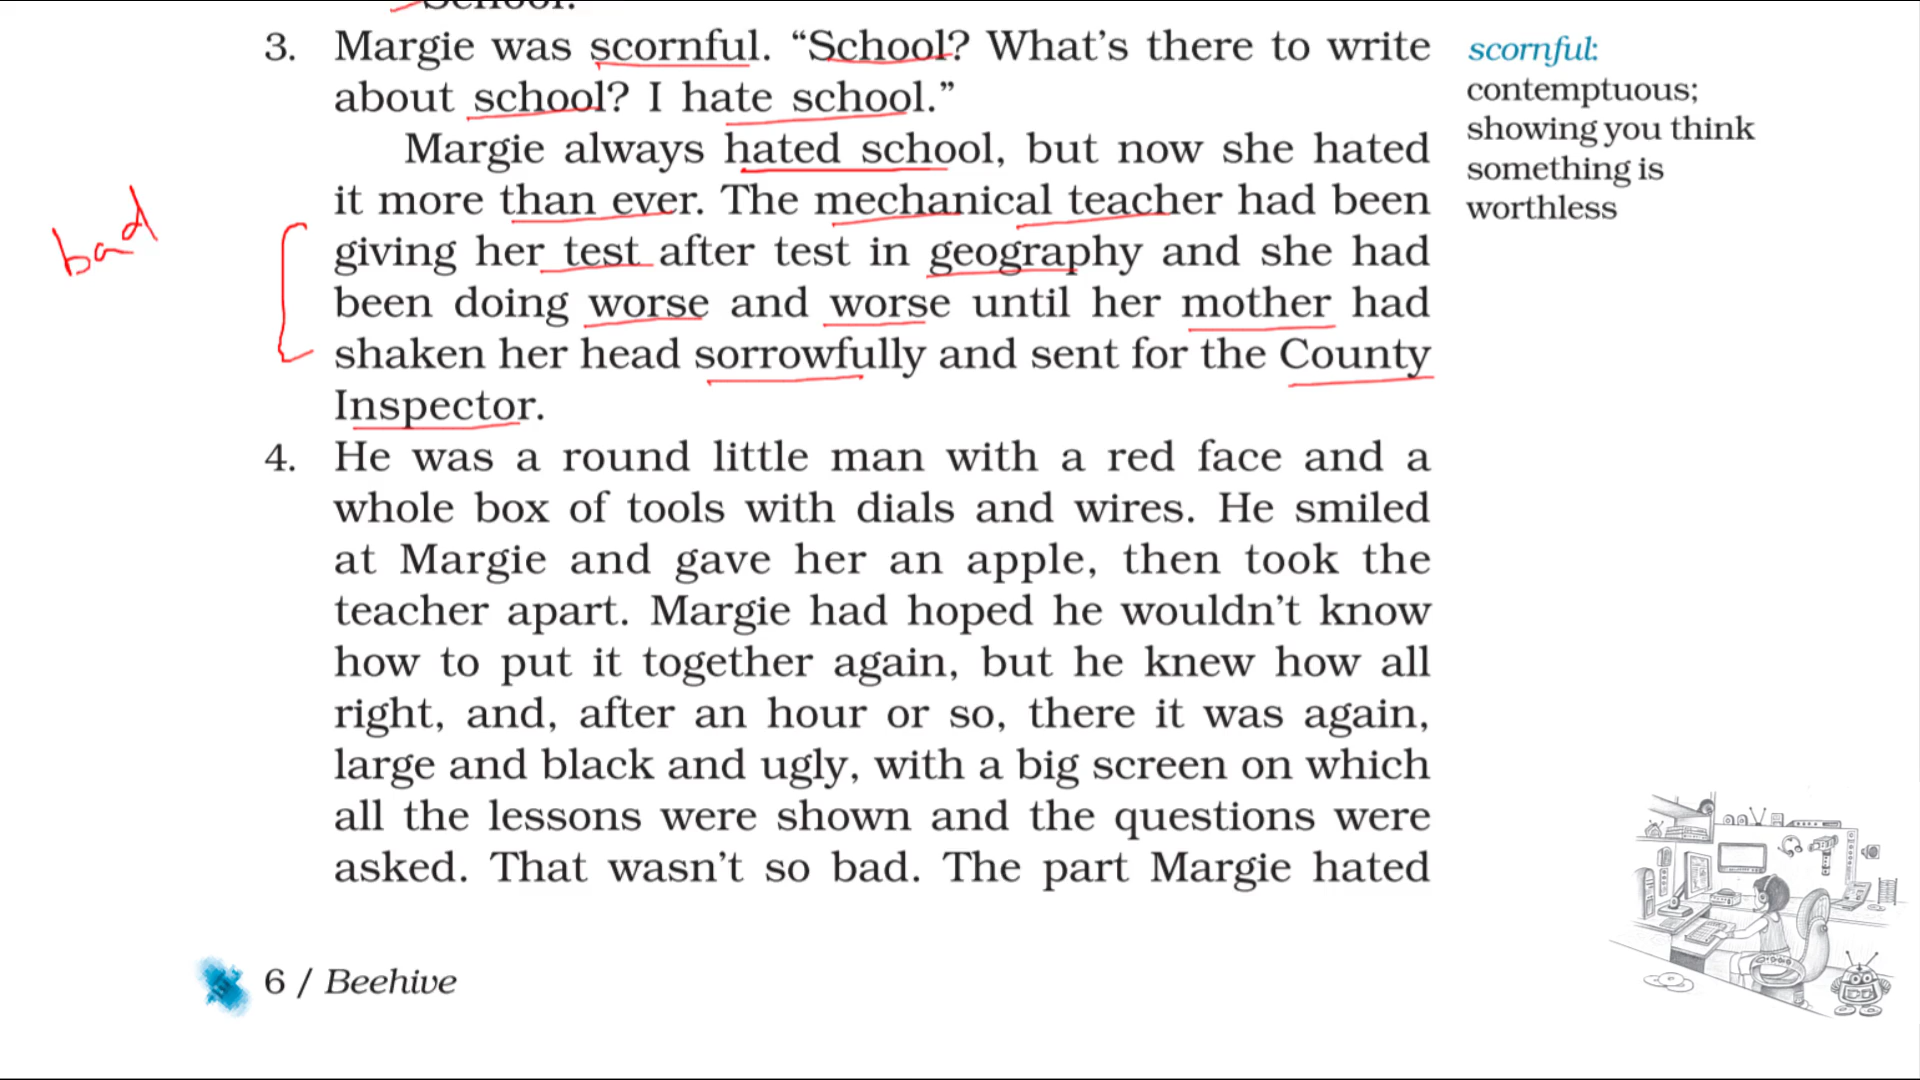 School.
3. Margie was scornful. “School? What’s there to write
about school? I hate school.”
Margie always hated school, but now she hated
it more than ever. The mechanical teacher had been
giving her test after test in geography and she had
been doing worse and worse until her mother had
shaken her head sorrowfully and sent for the County
Inspector.
4. He was a round little man with a red face and a
whole box of tools with dials and wires. He smiled
at Margie and gave her an apple, then took the
teacher apart. Margie had hoped he wouldn’t know
how to put it together again, but he knew how all
right, and, after an hour or so, there it was again,
large and black and ugly, with a big screen on which
all the lessons were shown and the questions were
asked. That wasn’t so bad. The part Margie hated
scornful:
contemptuous;
showing you think
something is
worthless
bad
6 / Beehive